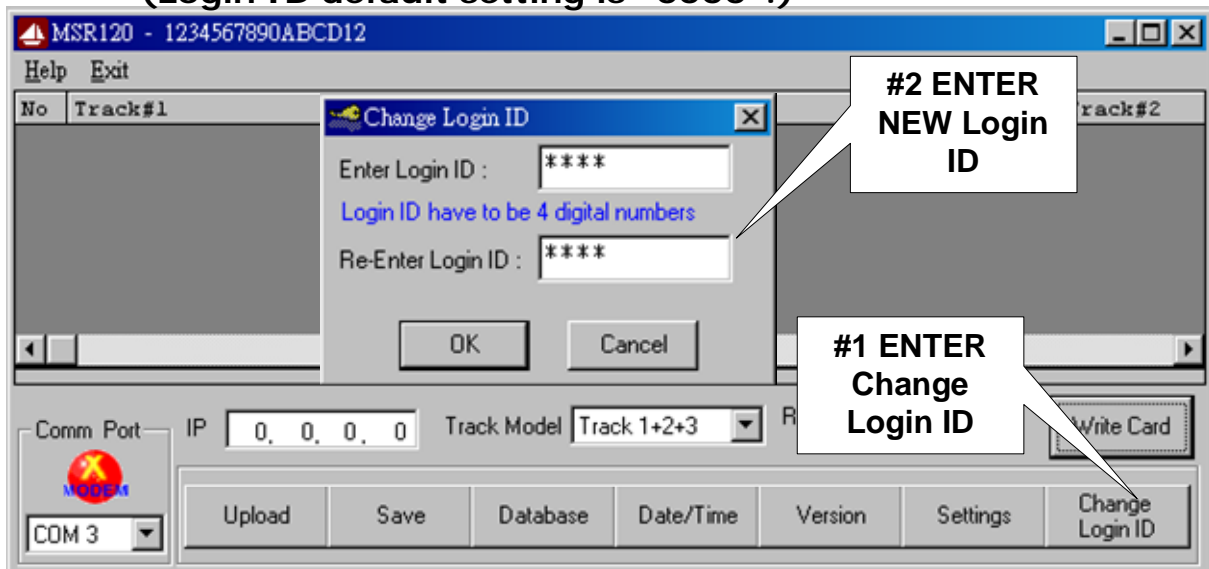 (Login ID default setting is
MSR120 - 1234567890ABCD12
Help Exit
No Track#1
Track#2
#2 ENTER
NEW Login
ID
Change Login ID
Enter Login ID : ****
Login ID have to be 4 digital numbers
Re-Enter Login ID : ****
OK Cancel
#1 ENTER
Change
Login ID
Comm Port
IP 0, 0, 0, 0 Track Model Track 1+2+3
Write Card
X
MODEM
COM 3
Upload Save Database Date/Time Version Settings Change
Login ID